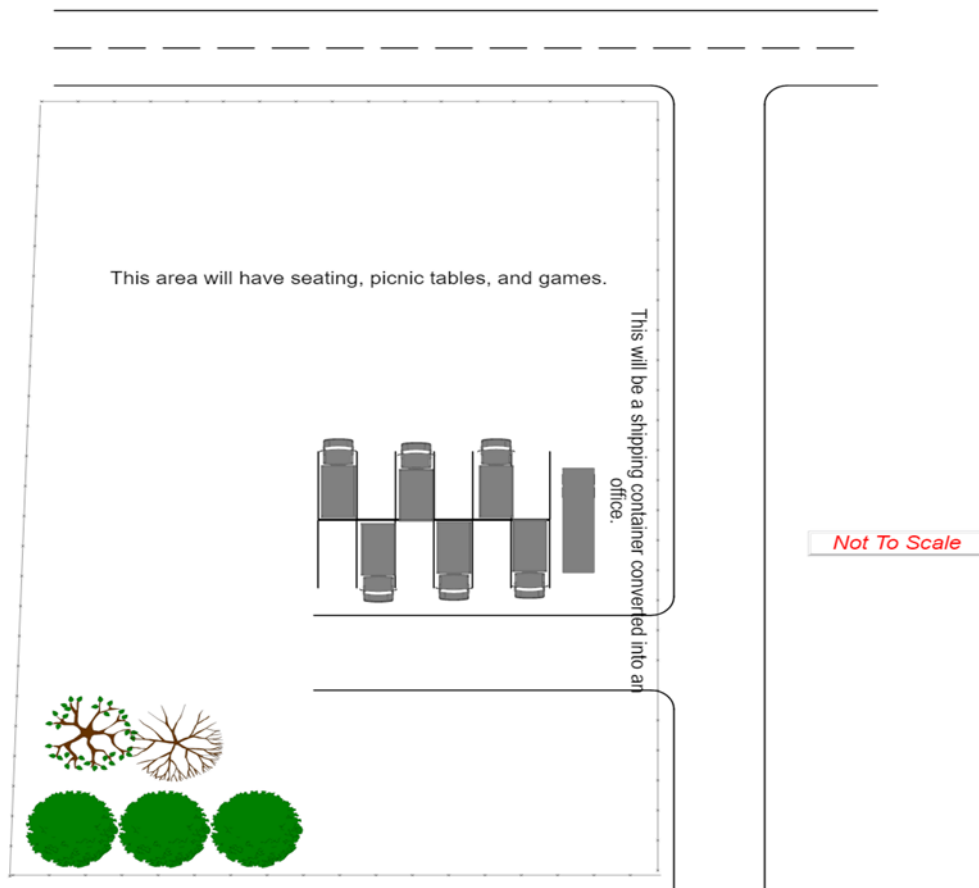 This area will have seating, picnic tables, and games.
This will be a shipping container converted into an
office.
Not To Scale